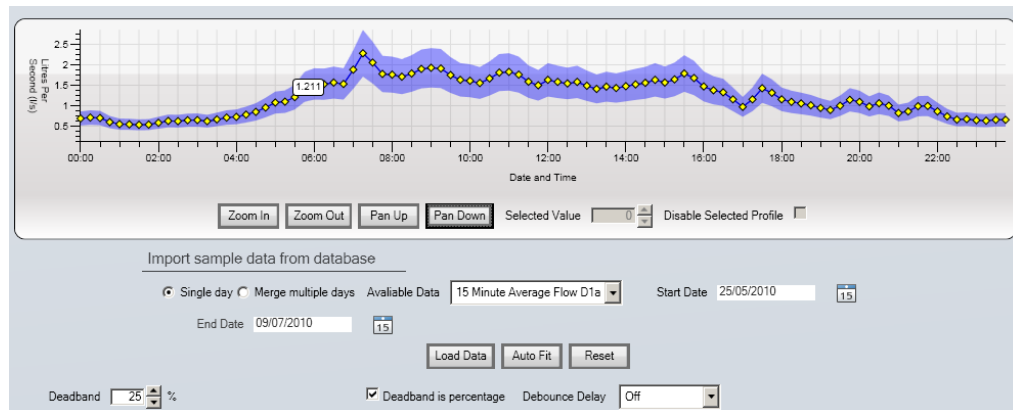 2.5
2
1.5
1
0.5
Litres Per
Second (l/s)
1.211
00:00 02:00 04:00 06:00 08:00 10:00 12:00 14:00 16:00 18:00 20:00 22:00
Date and Time
Zoom In Zoom Out Pan Up Pan Down Selected Value 0 Disable Selected Profile
Import sample data from database
Single day Merge multiple days Avaliable Data 15 Minute Average Flow D1a Start Date 25/05/2010 15
End Date 09/07/2010 15
Load Data Auto Fit Reset
Deadband 25 % Deadband is percentage Debounce Delay Off